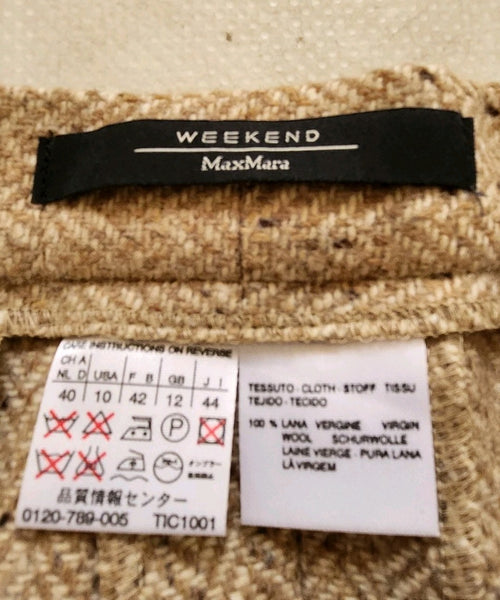 WEEKEND
MaxMara
CARE INSTRUCTIONS ON REVERSE
CH A
NL D USA F B GB J I
40 10 42 12 44
P
品質情報センター
0120-789-005 TIC1001
TESSUTO - CLOTH - STOFF TISSU
TEJIDO - TECIDO
100 % LANA VERGINE VIRGIN
WOOL SCHURWOLLE
LAINE VIERGE - PURA LANA
LÃ VIRGEM